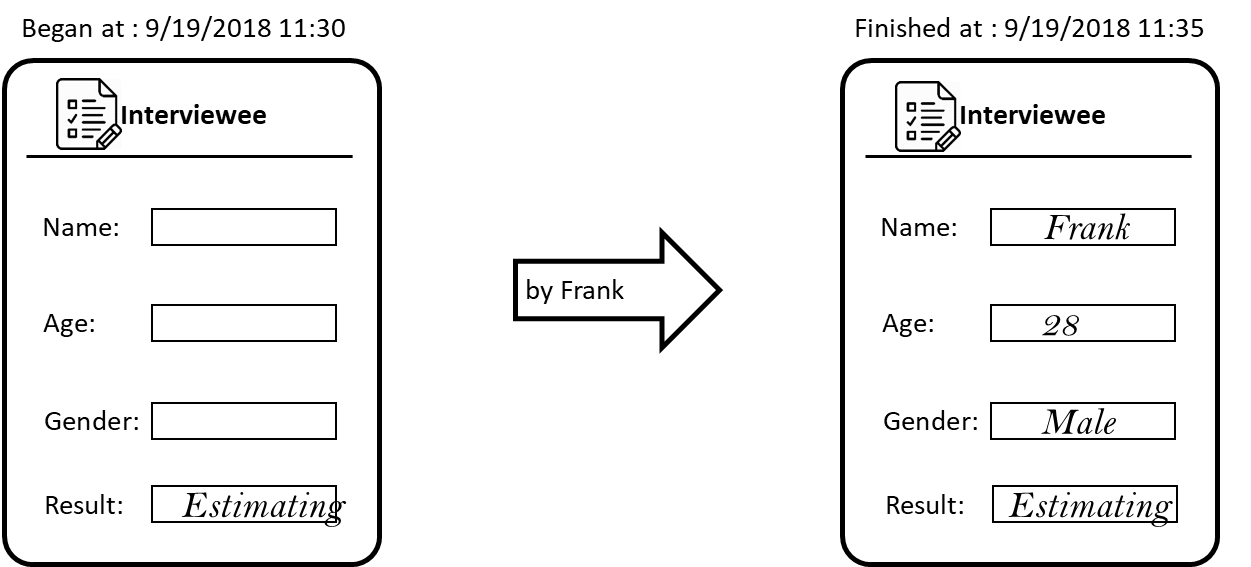 Began at : 9/19/2018 11:30
Interviewee
Name:
Age:
Gender:
Result: Estimating
by Frank
Finished at : 9/19/2018 11:35
Interviewee
Name: Frank
Age: 28
Gender: Male
Result: Estimating